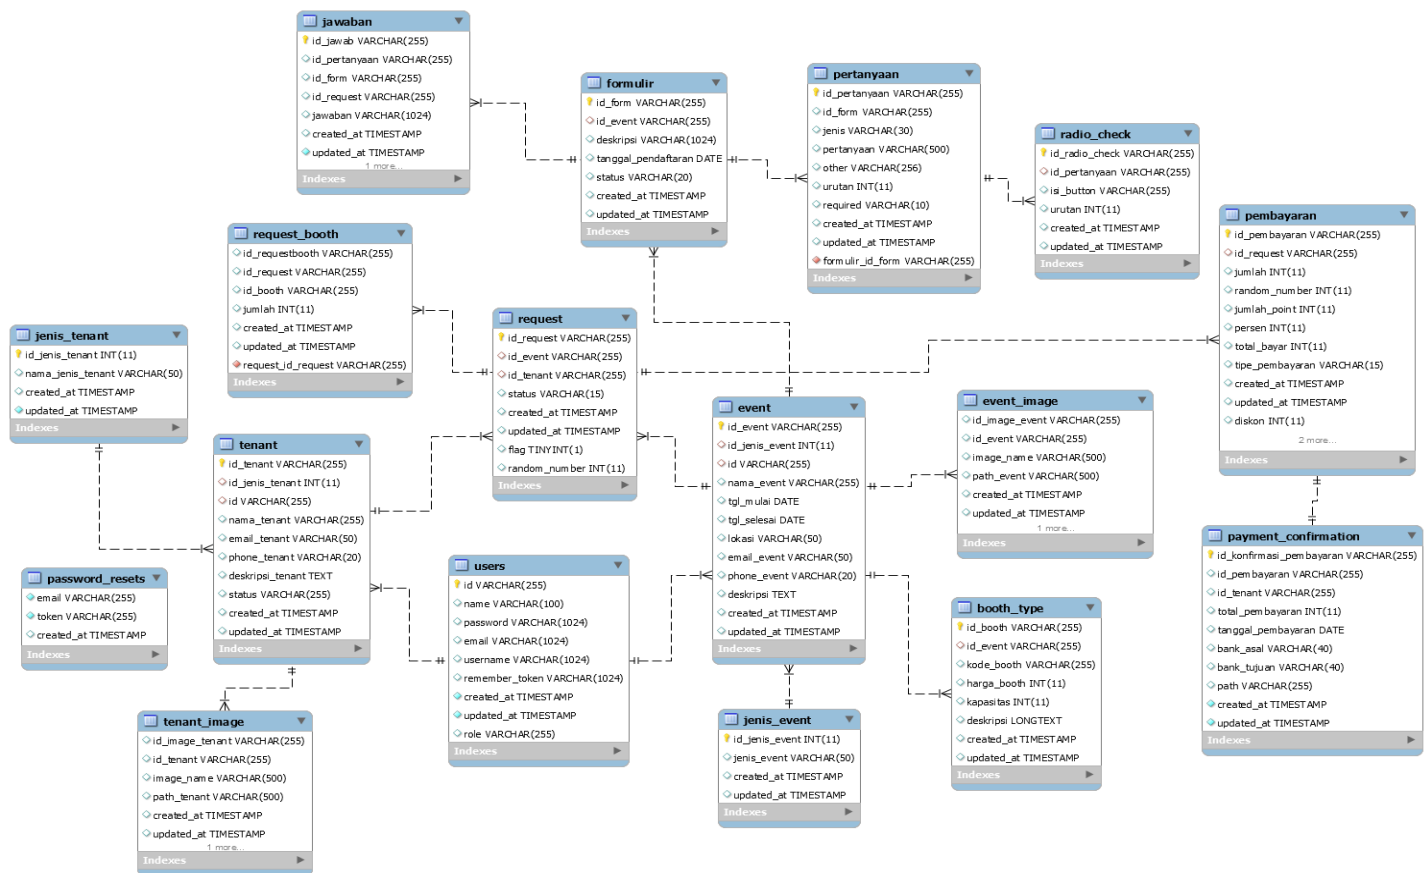 jawaban
id_jawab VARCHAR(255)
id_pertanyaan VARCHAR(255)
id_form VARCHAR(255)
id_request VARCHAR(255)
jawaban VARCHAR(1024)
created_at TIMESTAMP
updated_at TIMESTAMP
1 more...
Indexes
formulir
id_form VARCHAR(255)
id_event VARCHAR(255)
deskripsi VARCHAR(1024)
tanggal_pendaftaran DATE
status VARCHAR(20)
created_at TIMESTAMP
updated_at TIMESTAMP
Indexes
pertanyaan
id_pertanyaan VARCHAR(255)
id_form VARCHAR(255)
jenis VARCHAR(30)
pertanyaan VARCHAR(500)
other VARCHAR(256)
urutan INT(11)
required VARCHAR(10)
created_at TIMESTAMP
updated_at TIMESTAMP
formulir_id_form VARCHAR(255)
Indexes
radio_check
id_radio_check VARCHAR(255)
id_pertanyaan VARCHAR(255)
isi_button VARCHAR(255)
urutan INT(11)
created_at TIMESTAMP
updated_at TIMESTAMP
Indexes
pembayaran
id_pembayaran VARCHAR(255)
id_request VARCHAR(255)
jumlah INT(11)
random_number INT(11)
jumlah_point INT(11)
persen INT(11)
total_bayar INT(11)
tipe_pembayaran VARCHAR(15)
created_at TIMESTAMP
updated_at TIMESTAMP
diskon INT(11)
2 more...
Indexes
request_booth
id_requestbooth VARCHAR(255)
id_request VARCHAR(255)
id_booth VARCHAR(255)
jumlah INT(11)
created_at TIMESTAMP
updated_at TIMESTAMP
request_id_request VARCHAR(255)
Indexes
request
id_request VARCHAR(255)
id_event VARCHAR(255)
id_tenant VARCHAR(255)
status VARCHAR(15)
created_at TIMESTAMP
updated_at TIMESTAMP
flag TINYINT(1)
random_number INT(11)
Indexes
jenis_tenant
id_jenis_tenant INT(11)
nama_jenis_tenant VARCHAR(50)
created_at TIMESTAMP
updated_at TIMESTAMP
Indexes
event
id_event VARCHAR(255)
id_jenis_event INT(11)
id VARCHAR(255)
nama_event VARCHAR(255)
tgl_mulai DATE
tgl_selesai DATE
lokasi VARCHAR(50)
email_event VARCHAR(50)
phone_event VARCHAR(20)
deskripsi TEXT
created_at TIMESTAMP
updated_at TIMESTAMP
Indexes
event_image
id_image_event VARCHAR(255)
id_event VARCHAR(255)
image_name VARCHAR(500)
path_event VARCHAR(500)
created_at TIMESTAMP
updated_at TIMESTAMP
1 more...
Indexes
tenant
id_tenant VARCHAR(255)
id_jenis_tenant INT(11)
id VARCHAR(255)
nama_tenant VARCHAR(255)
email_tenant VARCHAR(50)
phone_tenant VARCHAR(20)
deskripsi_tenant TEXT
status VARCHAR(255)
created_at TIMESTAMP
updated_at TIMESTAMP
Indexes
payment_confirmation
id_konfirmasi_pembayaran VARCHAR(255)
id_pembayaran VARCHAR(255)
id_tenant VARCHAR(255)
total_pembayaran INT(11)
tanggal_pembayaran DATE
bank_asal VARCHAR(40)
bank_tujuan VARCHAR(40)
path VARCHAR(255)
created_at TIMESTAMP
updated_at TIMESTAMP
Indexes
password_resets
email VARCHAR(255)
token VARCHAR(255)
created_at TIMESTAMP
Indexes
users
id VARCHAR(255)
name VARCHAR(100)
password VARCHAR(1024)
email VARCHAR(1024)
username VARCHAR(1024)
remember_token VARCHAR(1024)
created_at TIMESTAMP
updated_at TIMESTAMP
role VARCHAR(255)
Indexes
booth_type
id_booth VARCHAR(255)
id_event VARCHAR(255)
kode_booth VARCHAR(255)
harga_booth INT(11)
kapasitas INT(11)
deskripsi LONGTEXT
created_at TIMESTAMP
updated_at TIMESTAMP
Indexes
tenant_image
id_image_tenant VARCHAR(255)
id_tenant VARCHAR(255)
image_name VARCHAR(500)
path_tenant VARCHAR(500)
created_at TIMESTAMP
updated_at TIMESTAMP
1 more...
Indexes
jenis_event
id_jenis_event INT(11)
jenis_event VARCHAR(50)
created_at TIMESTAMP
updated_at TIMESTAMP
Indexes